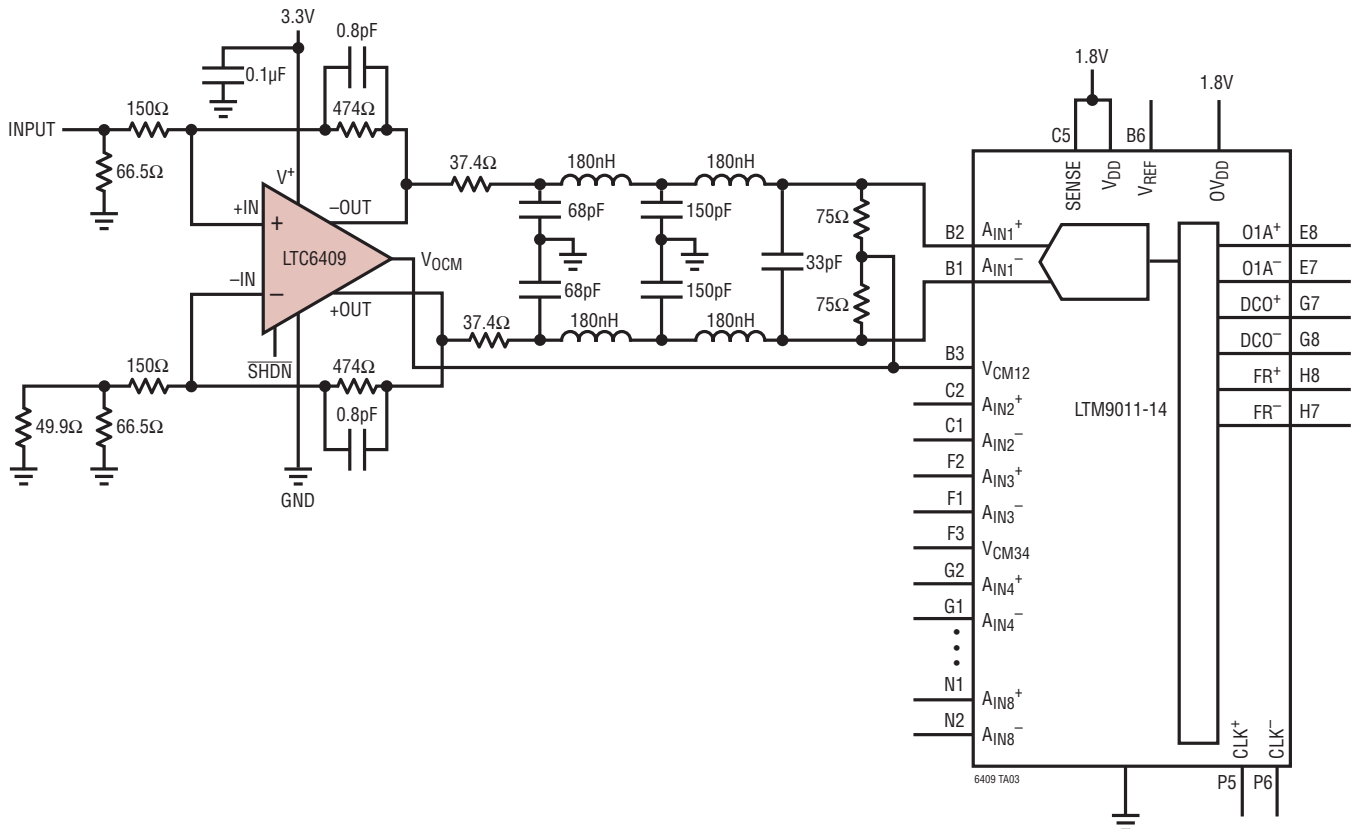 3.3V
0.8pF
0.1µF
1.8V
1.8V
150Ω
474Ω
INPUT
66.5Ω
V+
+IN
+
–OUT
LTC6409
VOCM
–IN
–
+OUT
SHDN
150Ω
474Ω
0.8pF
49.9Ω
66.5Ω
GND
37.4Ω
180nH
180nH
68pF
150pF
75Ω
33pF
68pF
150pF
75Ω
37.4Ω
180nH
180nH
C5
B6
SENSE
VDD
VREF
OVDD
B2
AIN1+
B1
AIN1–
B3
VCM12
C2
AIN2+
C1
AIN2–
F2
AIN3+
F1
AIN3–
F3
VCM34
G2
AIN4+
G1
AIN4–
N1
AIN8+
N2
AIN8–
LTM9011-14
O1A+
E8
O1A–
E7
DCO+
G7
DCO–
G8
FR+
H8
FR–
H7
CLK+
CLK–
P5
P6
6409 TA03